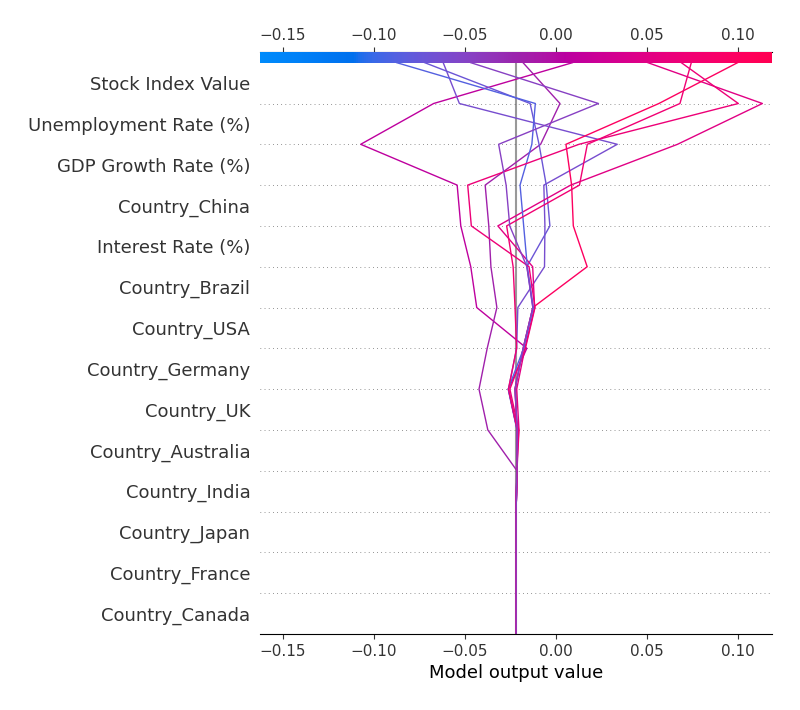 −0.15 −0.10 −0.05 0.00 0.05 0.10
Stock Index Value
Unemployment Rate (%)
GDP Growth Rate (%)
Country_China
Interest Rate (%)
Country_Brazil
Country_USA
Country_Germany
Country_UK
Country_Australia
Country_India
Country_Japan
Country_France
Country_Canada
−0.15 −0.10 −0.05 0.00 0.05 0.10
Model output value